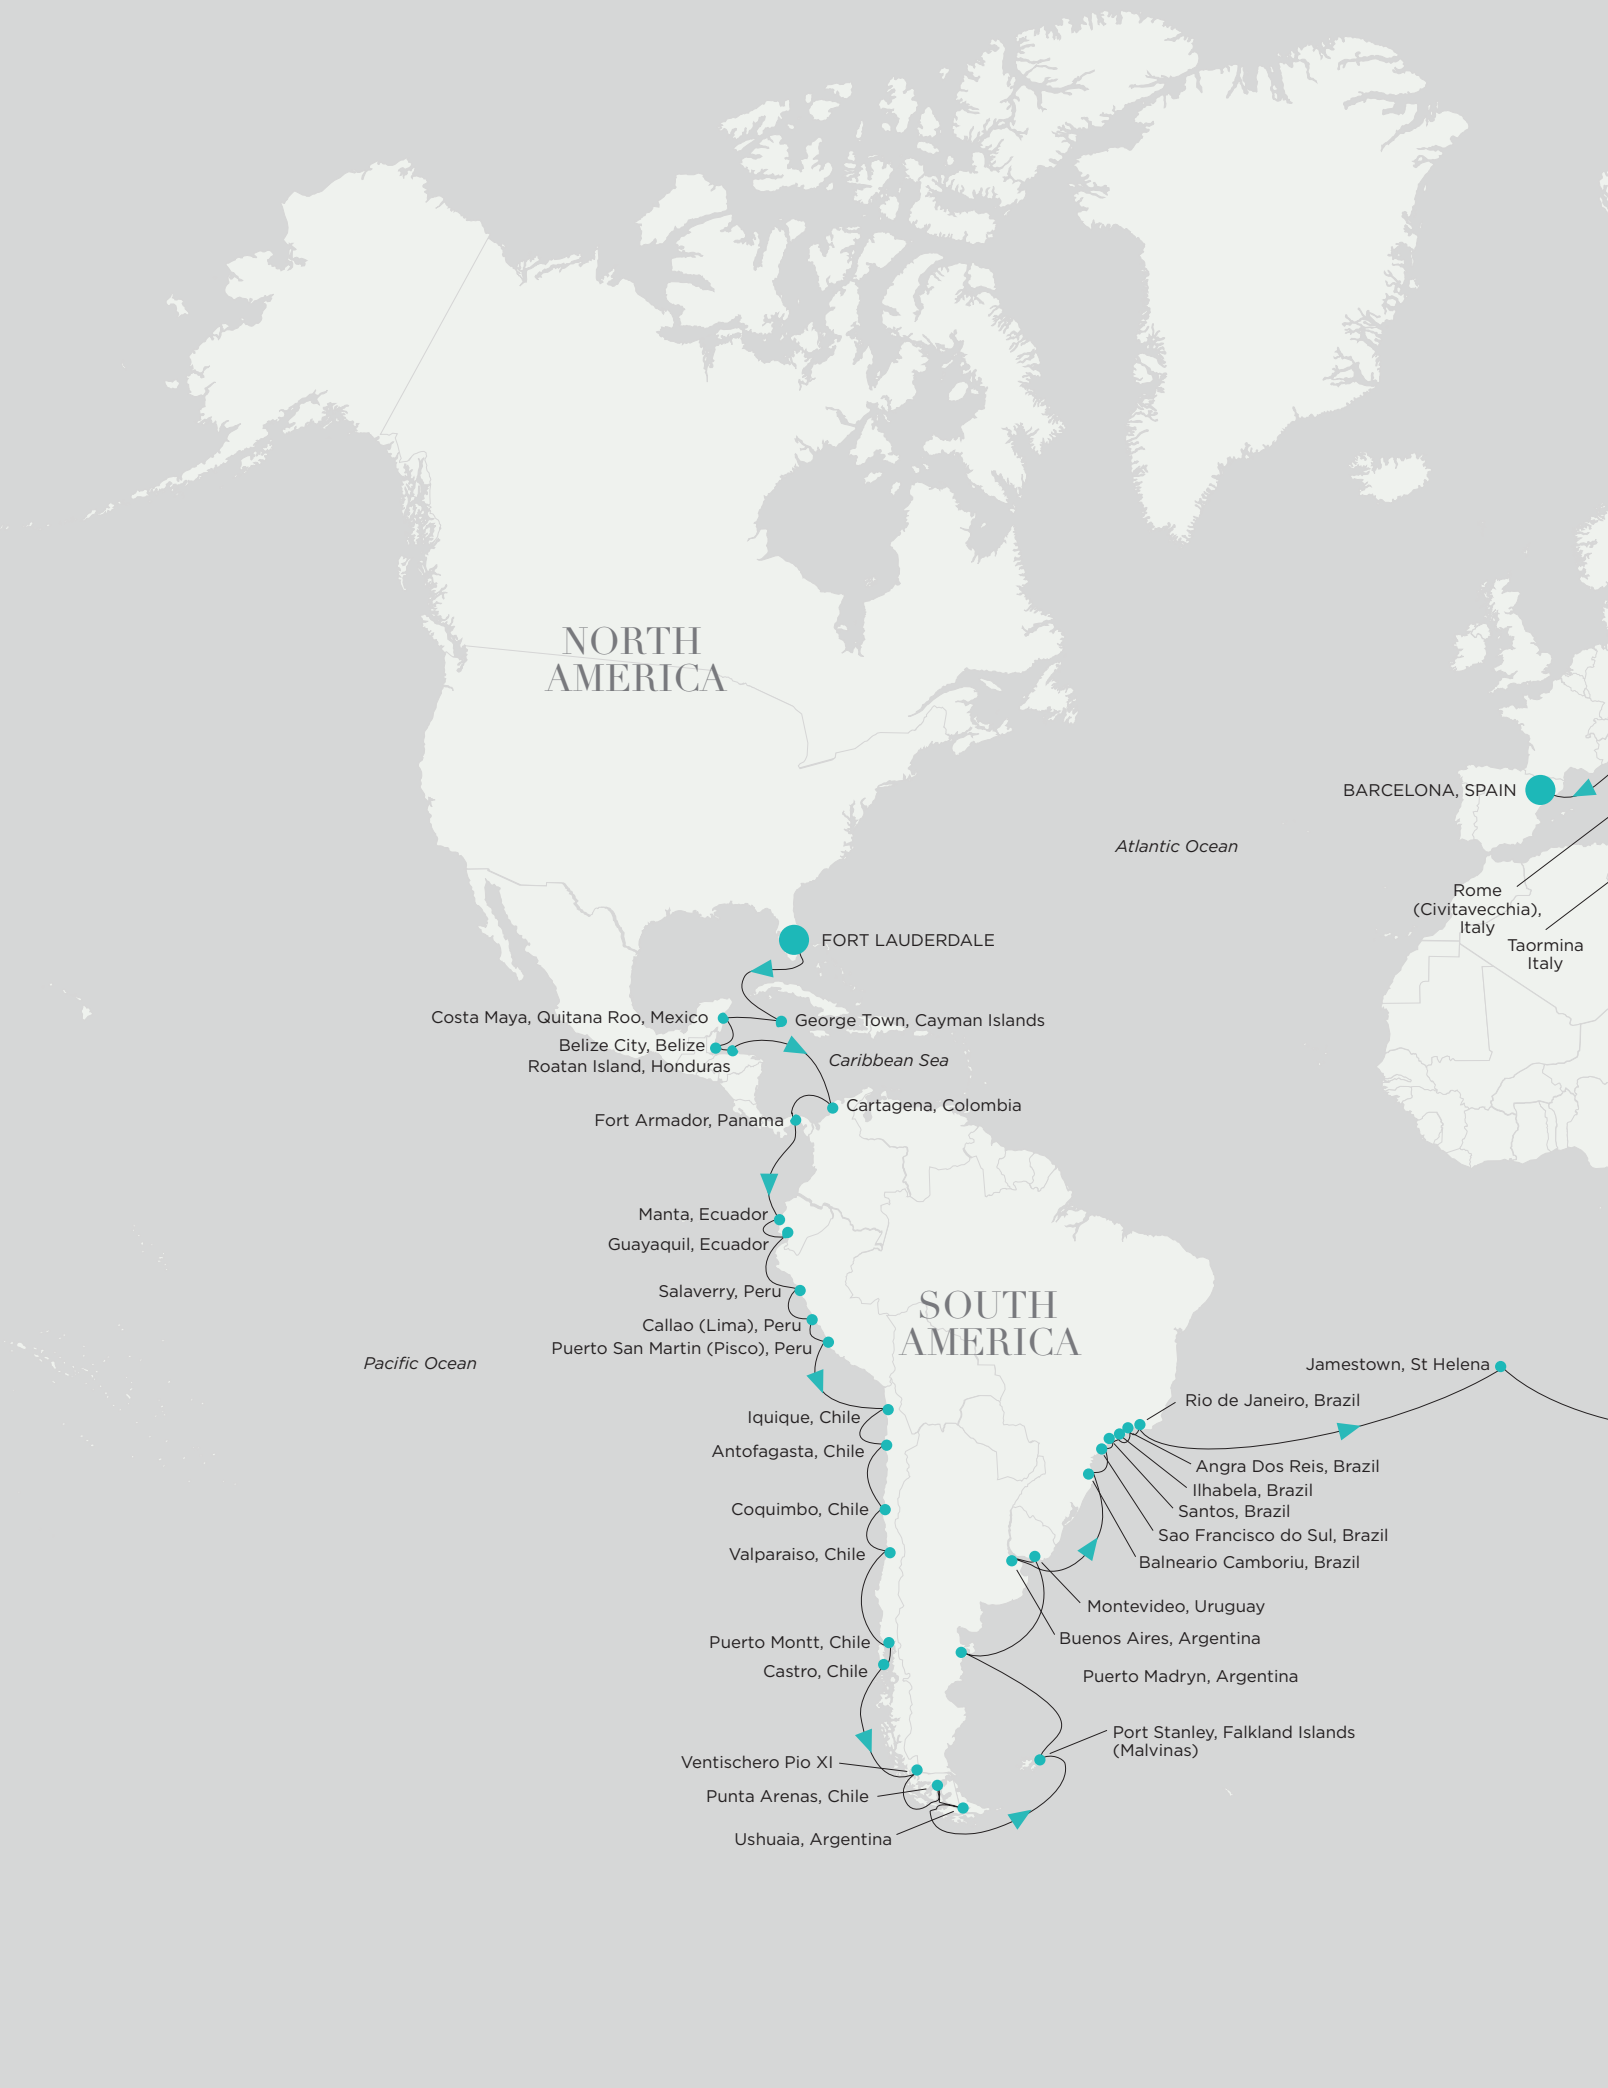 NORTH
AMERICA
BARCELONA, SPAIN
Atlantic Ocean
Rome
(Civitavecchia),
Italy
Taormina
Italy
FORT LAUDERDALE
Costa Maya, Quitana Roo, Mexico
George Town, Cayman Islands
Belize City, Belize
Roatan Island, Honduras
Caribbean Sea
Cartagena, Colombia
Fort Armador, Panama
Manta, Ecuador
Guayaquil, Ecuador
Salaverry, Peru
Callao (Lima), Peru
Puerto San Martin (Pisco), Peru
SOUTH
AMERICA
Pacific Ocean
Jamestown, St Helena
Rio de Janeiro, Brazil
Iquique, Chile
Antofagasta, Chile
Angra Dos Reis, Brazil
Ilhabela, Brazil
Santos, Brazil
Sao Francisco do Sul, Brazil
Balneario Camboriu, Brazil
Coquimbo, Chile
Valparaiso, Chile
Montevideo, Uruguay
Buenos Aires, Argentina
Puerto Montt, Chile
Castro, Chile
Puerto Madryn, Argentina
Port Stanley, Falkland Islands
(Malvinas)
Ventischero Pio XI
Punta Arenas, Chile
Ushuaia, Argentina